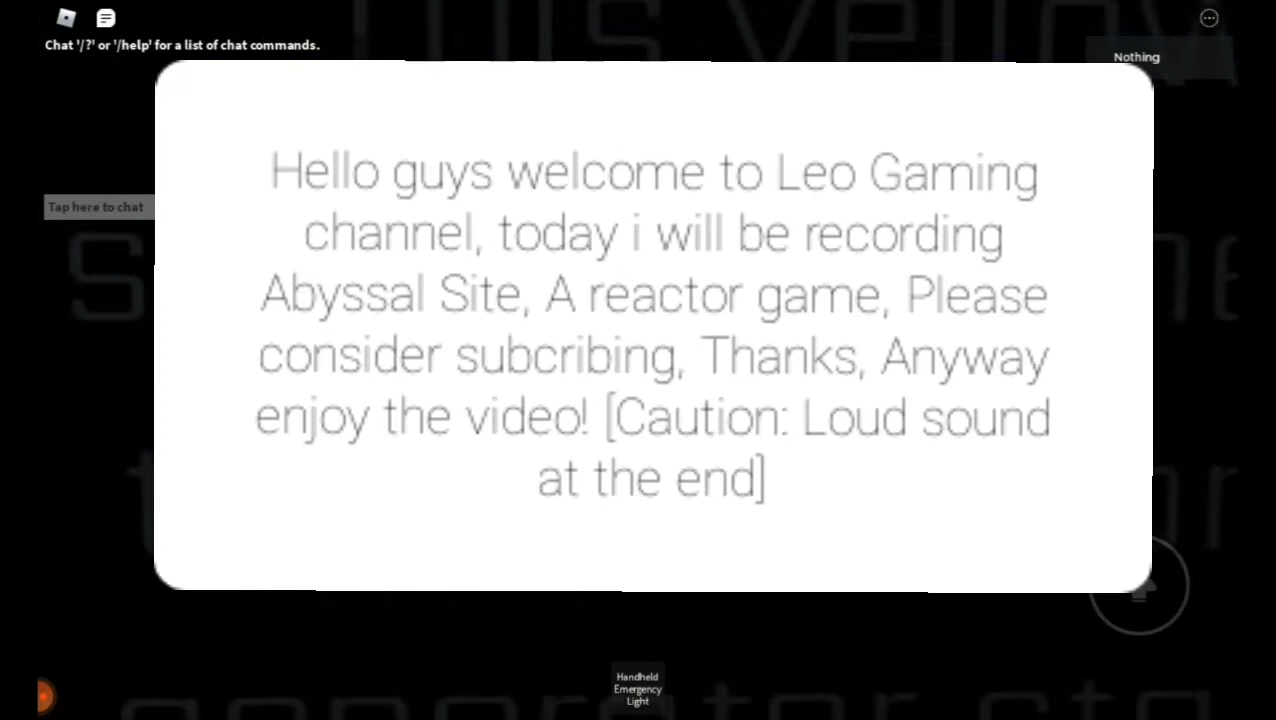 Chat '/?' or '/help' for a list of chat commands.
Nothing
Tap here to chat
Hello guys welcome to Leo Gaming
channel, today i will be recording
Abyssal Site, A reactor game, Please
consider subcribing, Thanks, Anyway
enjoy the video! [Caution: Loud sound
at the end]
Handheld
Emergency
Light